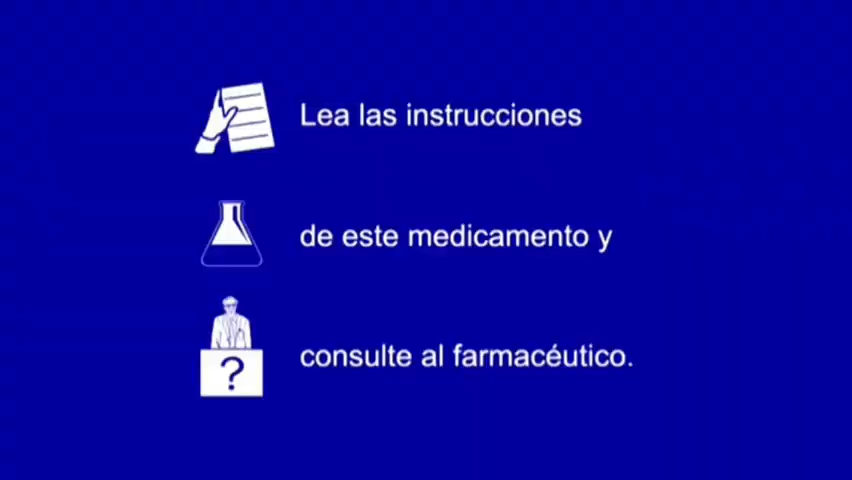 Lea las instrucciones
de este medicamento y
?
consulte al farmacéutico.